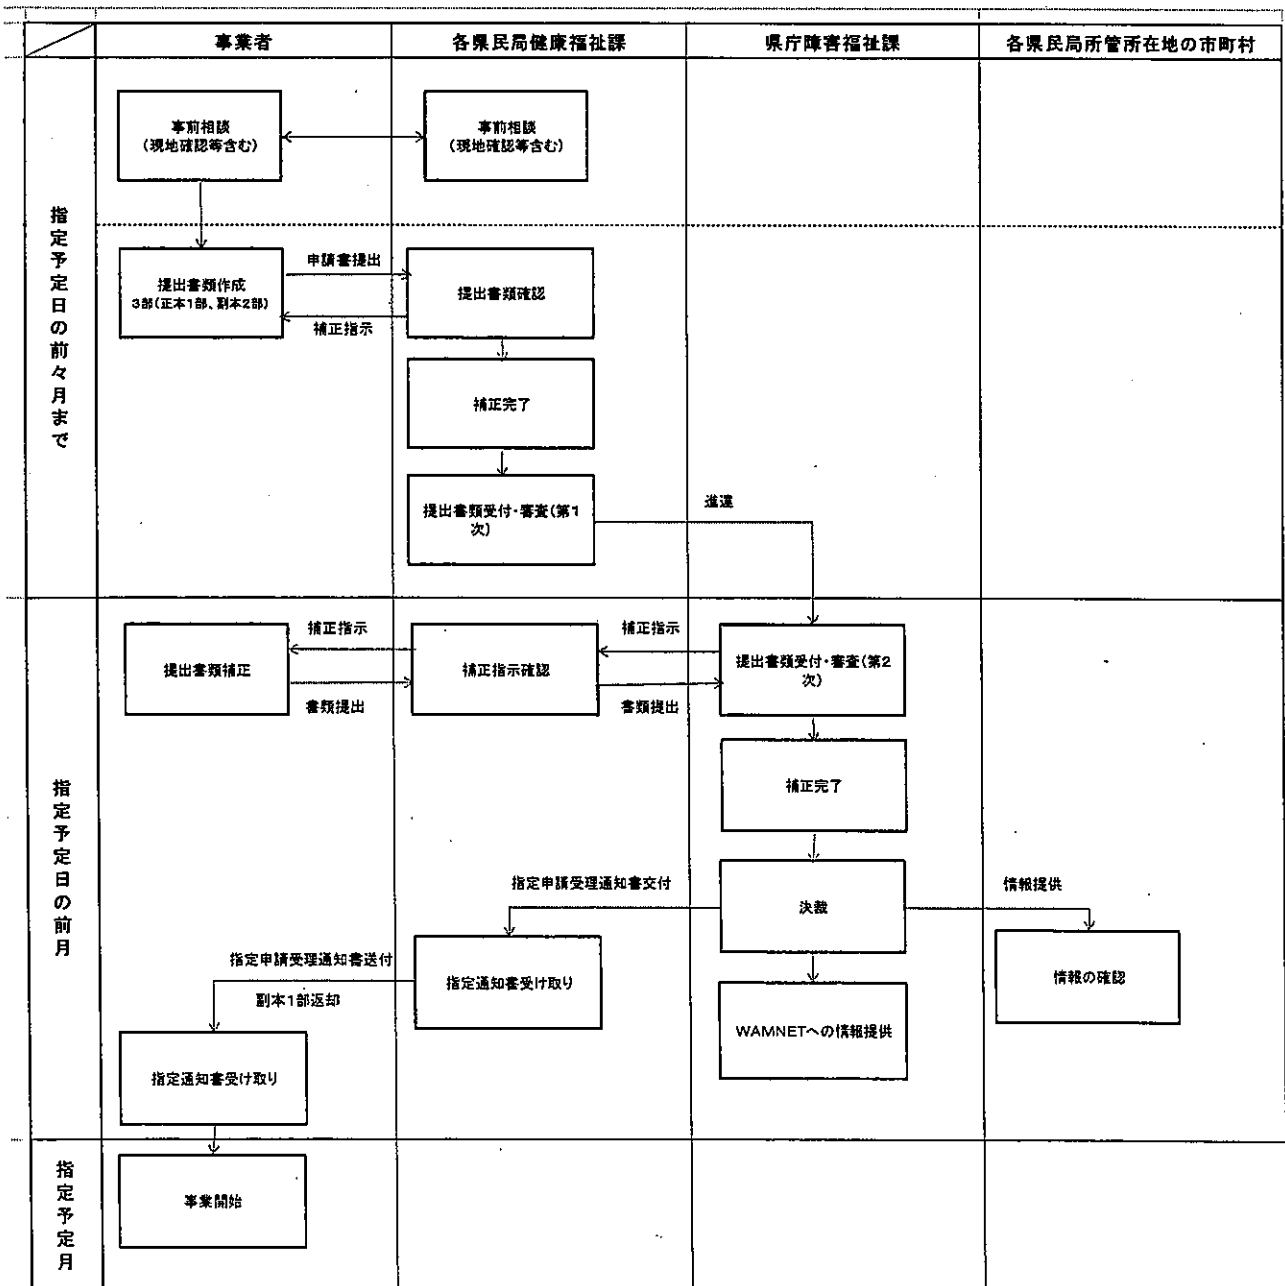 事業者
各県民局健康福祉課
県庁障害福祉課
各県民局所管所在地の市町村
指定予定日の前々月まで
事前相談
(現地確認等含む)
事前相談
(現地確認等含む)
提出書類作成
3部(正本1部、副本2部)
申請書提出
補正指示
提出書類確認
補正完了
提出書類受付・審査(第1
次)
進達
指定予定日の前月
提出書類補正
補正指示
書類提出
補正指示確認
補正指示
書類提出
提出書類受付・審査(第2
次)
補正完了
決裁
指定申請受理通知書交付
情報提供
指定通知書受け取り
情報の確認
指定申請受理通知書送付
副本1部返却
WAMNETへの情報提供
指定通知書受け取り
指定予定月
事業開始